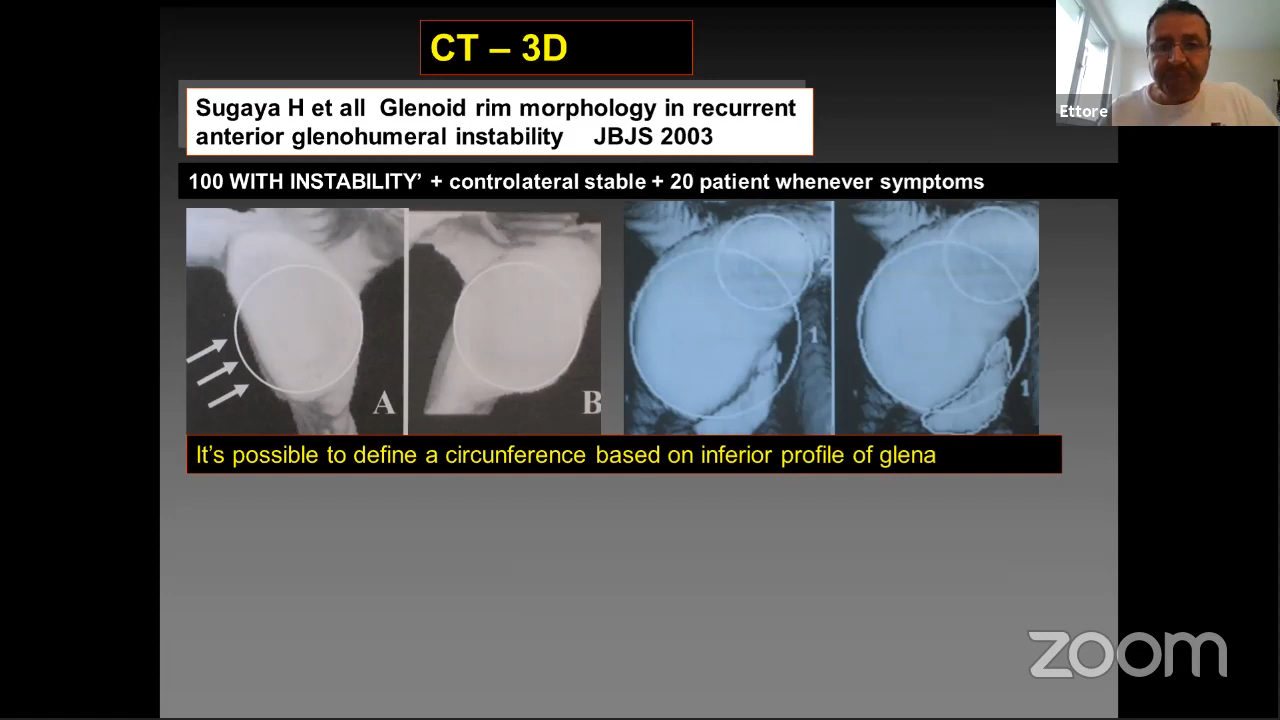 CT – 3D
Ettore
Sugaya H et all Glenoid rim morphology in recurrent
anterior glenohumeral instability JBJS 2003
100 WITH INSTABILITY’ + controlateral stable + 20 patient whenever symptoms
A
B
1
1
It’s possible to define a circunference based on inferior profile of glena
zoom